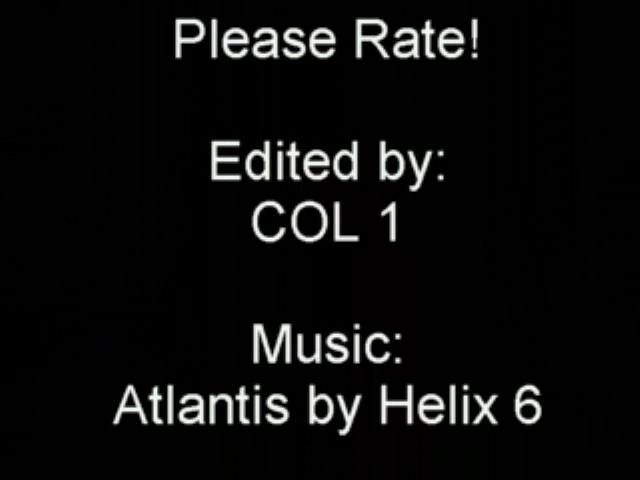 Please Rate!
Edited by:
COL 1
Music:
Atlantis by Helix 6